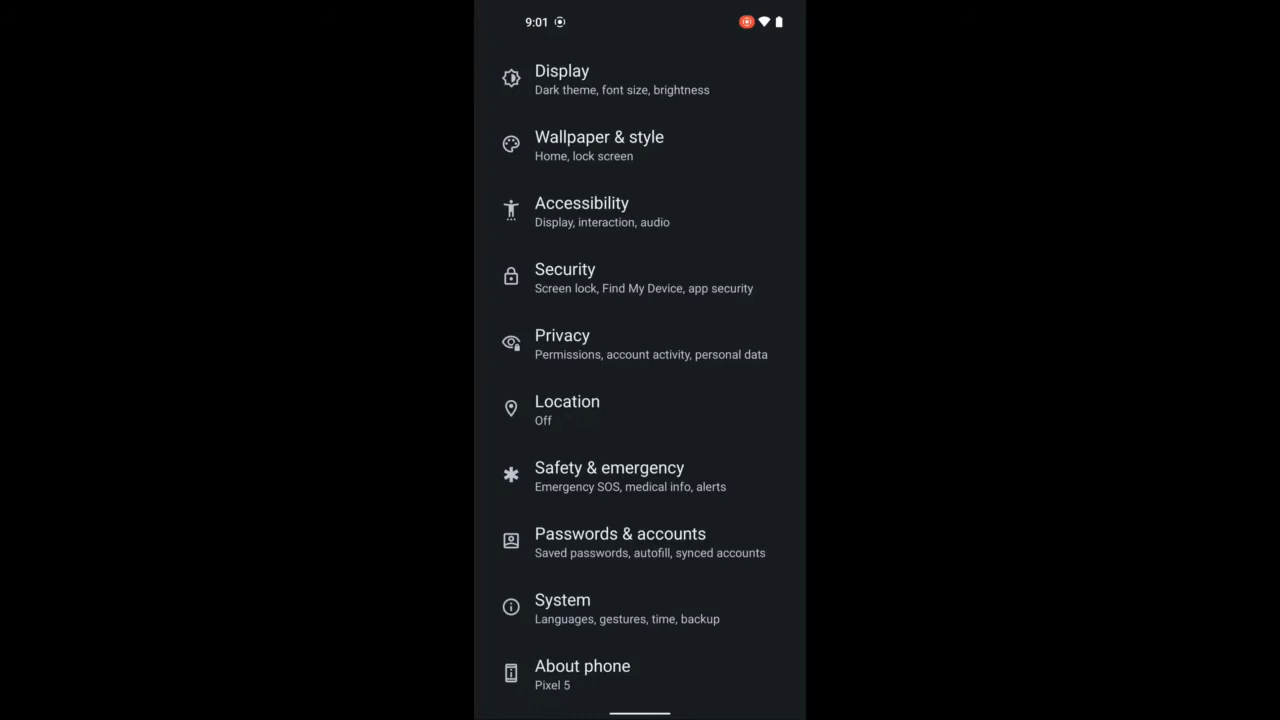 9:01
Display
Dark theme, font size, brightness
Wallpaper & style
Home, lock screen
Accessibility
Display, interaction, audio
Security
Screen lock, Find My Device, app security
Privacy
Permissions, account activity, personal data
Location
Off
Safety & emergency
Emergency SOS, medical info, alerts
Passwords & accounts
Saved passwords, autofill, synced accounts
System
Languages, gestures, time, backup
About phone
Pixel 5